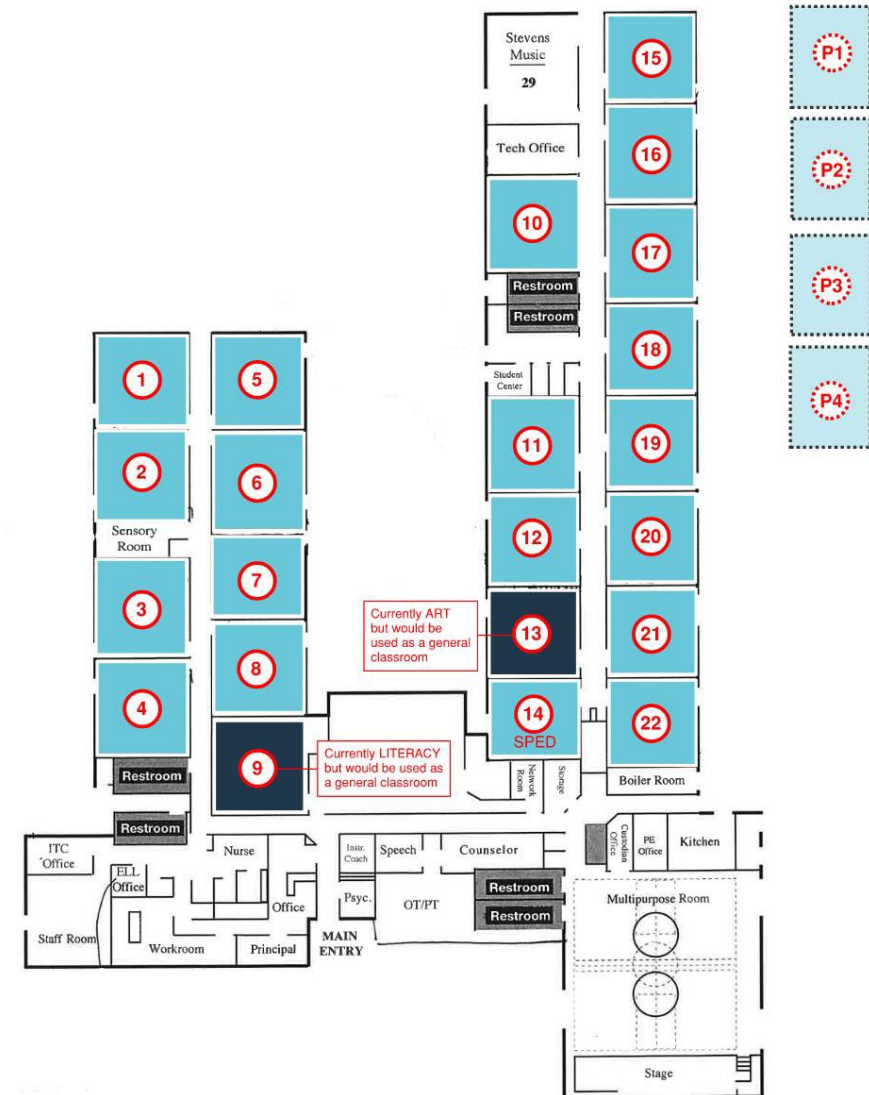 Stevens
Music
29
Tech Office
10
Restroom
Restroom
Student
Center
11
12
13
14
SPED
15
16
17
18
19
20
21
22
Boiler Room
P1
P2
P3
P4
1
2
Sensory
Room
3
4
Restroom
Restroom
5
6
7
8
9
Currently ART
but would be
used as a general
classroom
Currently LITERACY
but would be used as
a general classroom
Network
Room
Storage
ITC
Office
ELL
Office
Staff Room
Workroom
Nurse
Office
Principal
MAIN
ENTRY
Instr.
Coach
Psyc.
Speech
OT/PT
Counselor
Restroom
Restroom
Custodian
Office
PE
Office
Kitchen
Multipurpose Room
Stage